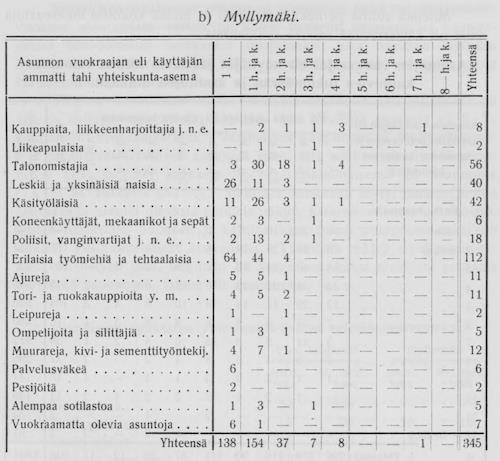 b) Myllymäki.
Asunnon vuokraajan eli käyttäjän ammatti tahi yhteiskunta-asema | 1 h. | 1 h. ja k. | 2 h. ja k. | 3 h. ja k. | 4 h. ja k. | 5 h. ja k. | 6 h. ja k. | 7 h. ja k. | 8— h. ja k. | Yhteensä
Kauppiaita, liikkeenharjoittajia j. n. e. — 2 1 1 3 — — 1 — 8
Liikeapulaisia . . . . . . . . . . . . — 1 — 1 — — — — — 2
Talonomistajia . . . . . . . . . . . . 3 30 18 1 4 — — — — 56
Leskiä ja yksinäisiä naisia . . . . . . 26 11 3 — — — — — — 40
Käsityöläisiä . . . . . . . . . . . . 11 26 3 1 1 — — — — 42
Koneenkäyttäjät, mekaanikot ja sepät 2 3 — 1 — — — — — 6
Poliisit, vanginvartijat j. n. e. . . . . 2 13 2 1 — — — — — 18
Erilaisia työmiehiä ja tehtaalaisia . . 64 44 4 — — — — — — 112
Ajureja . . . . . . . . . . . . . . . 5 5 1 — — — — — — 11
Tori- ja ruokakauppioita y. m. . . . 4 5 2 — — — — — — 11
Leipureja . . . . . . . . . . . . . . 1 — 1 — — — — — — 2
Ompelijoita ja silittäjiä . . . . . . . . 1 3 1 — — — — — — 5
Muurareja, kivi- ja sementtityöntekij. 4 7 1 — — — — — — 12
Palvelusväkeä . . . . . . . . . . . . 6 — — — — — — — — 6
Pesijöitä . . . . . . . . . . . . . . 2 — — — — — — — — 2
Alempaa sotilastoa . . . . . . . . . 1 3 — 1 — — — — — 5
Vuokraamatta olevia asuntoja . . . . 6 1 — — — — — — — 7
Yhteensä 138 154 37 7 8 — — 1 — 345